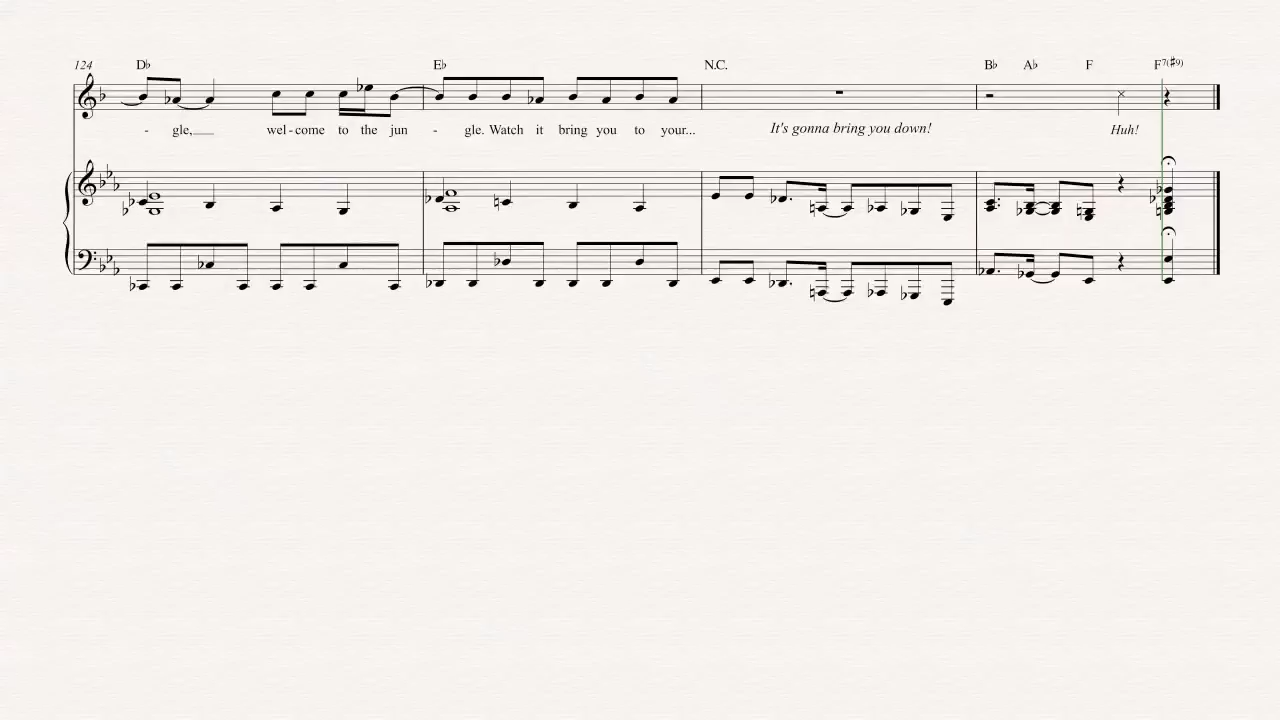 124 D♭ E♭ N.C. B♭ A♭ F F7(♯9)
- gle, wel-come to the jun - gle. Watch it bring you to your... It's gonna bring you down! Huh!